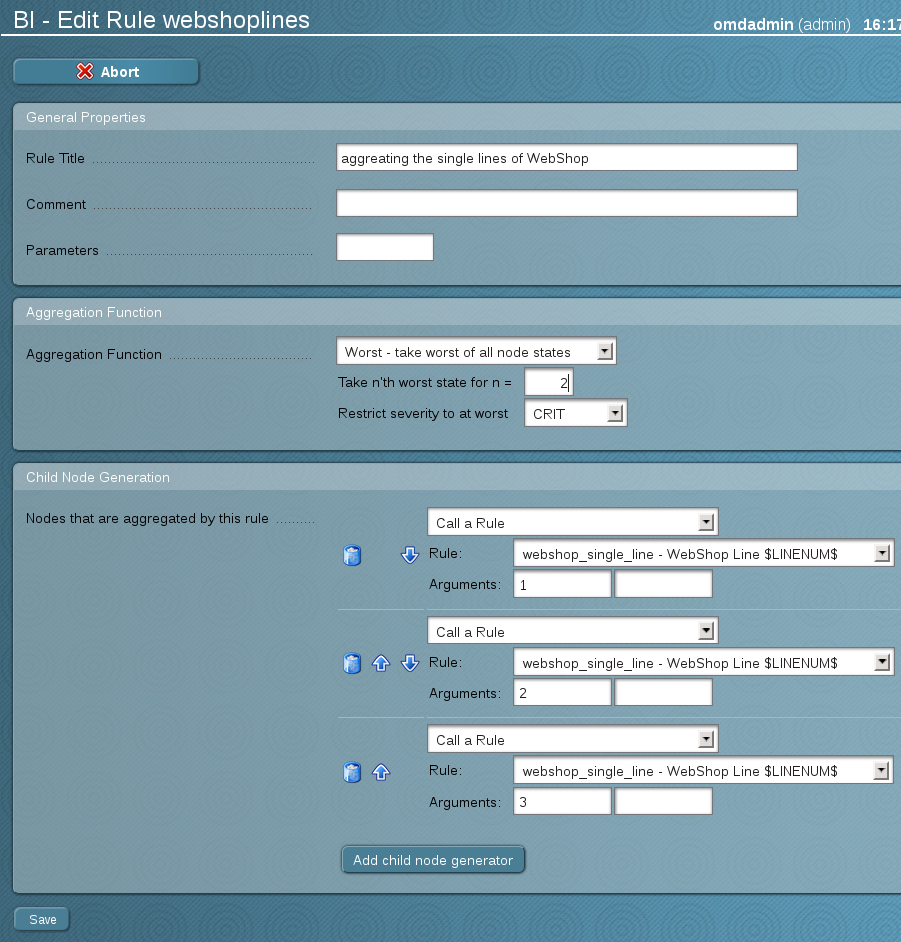 BI - Edit Rule webshoplines
omdadmin (admin) 16:17
Abort
General Properties
Rule Title
aggreating the single lines of WebShop
Comment
Parameters
Aggregation Function
Aggregation Function
Worst - take worst of all node states
Take n'th worst state for n = 2
Restrict severity to at worst CRIT
Child Node Generation
Nodes that are aggregated by this rule
Call a Rule
Rule: webshop_single_line - WebShop Line $LINENUM$
Arguments: 1
Call a Rule
Rule: webshop_single_line - WebShop Line $LINENUM$
Arguments: 2
Call a Rule
Rule: webshop_single_line - WebShop Line $LINENUM$
Arguments: 3
Add child node generator
Save